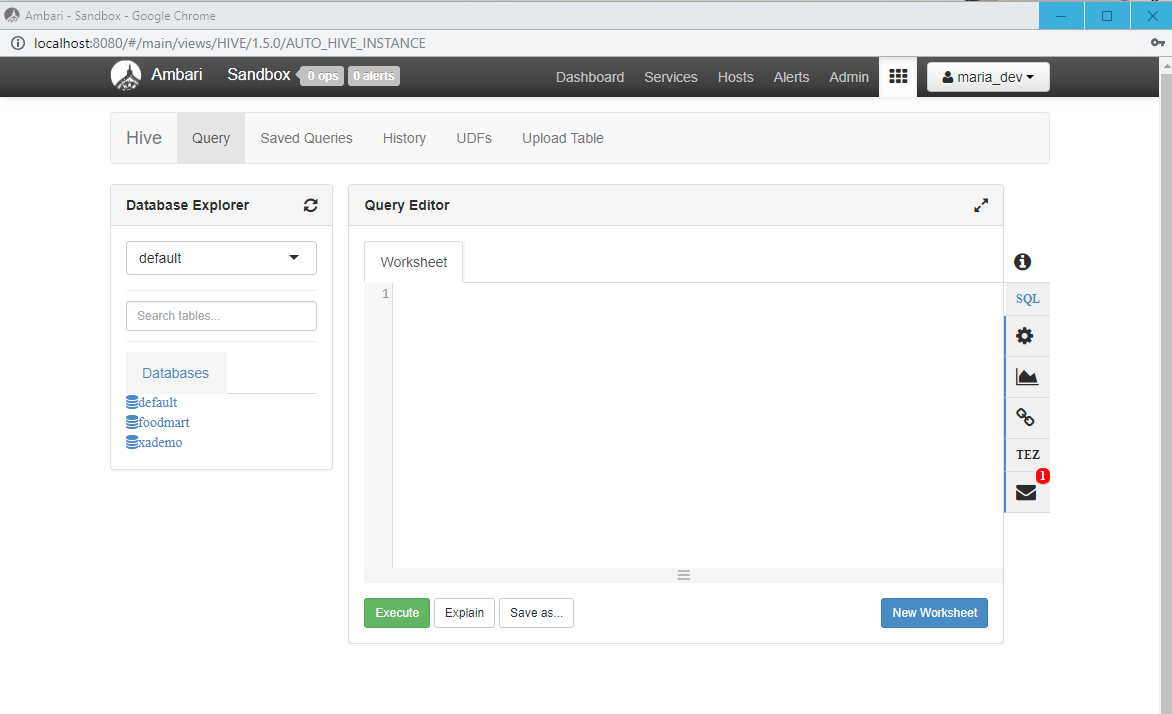 Ambari - Sandbox - Google Chrome
localhost:8080/#/main/views/HIVE/1.5.0/AUTO_HIVE_INSTANCE
Ambari Sandbox 0 ops 0 alerts Dashboard Services Hosts Alerts Admin maria_dev
Hive Query Saved Queries History UDFs Upload Table
Database Explorer
default
Search tables...
Databases
default
foodmart
xademo
Query Editor
Worksheet
1
SQL
TEZ
1
Execute Explain Save as... New Worksheet